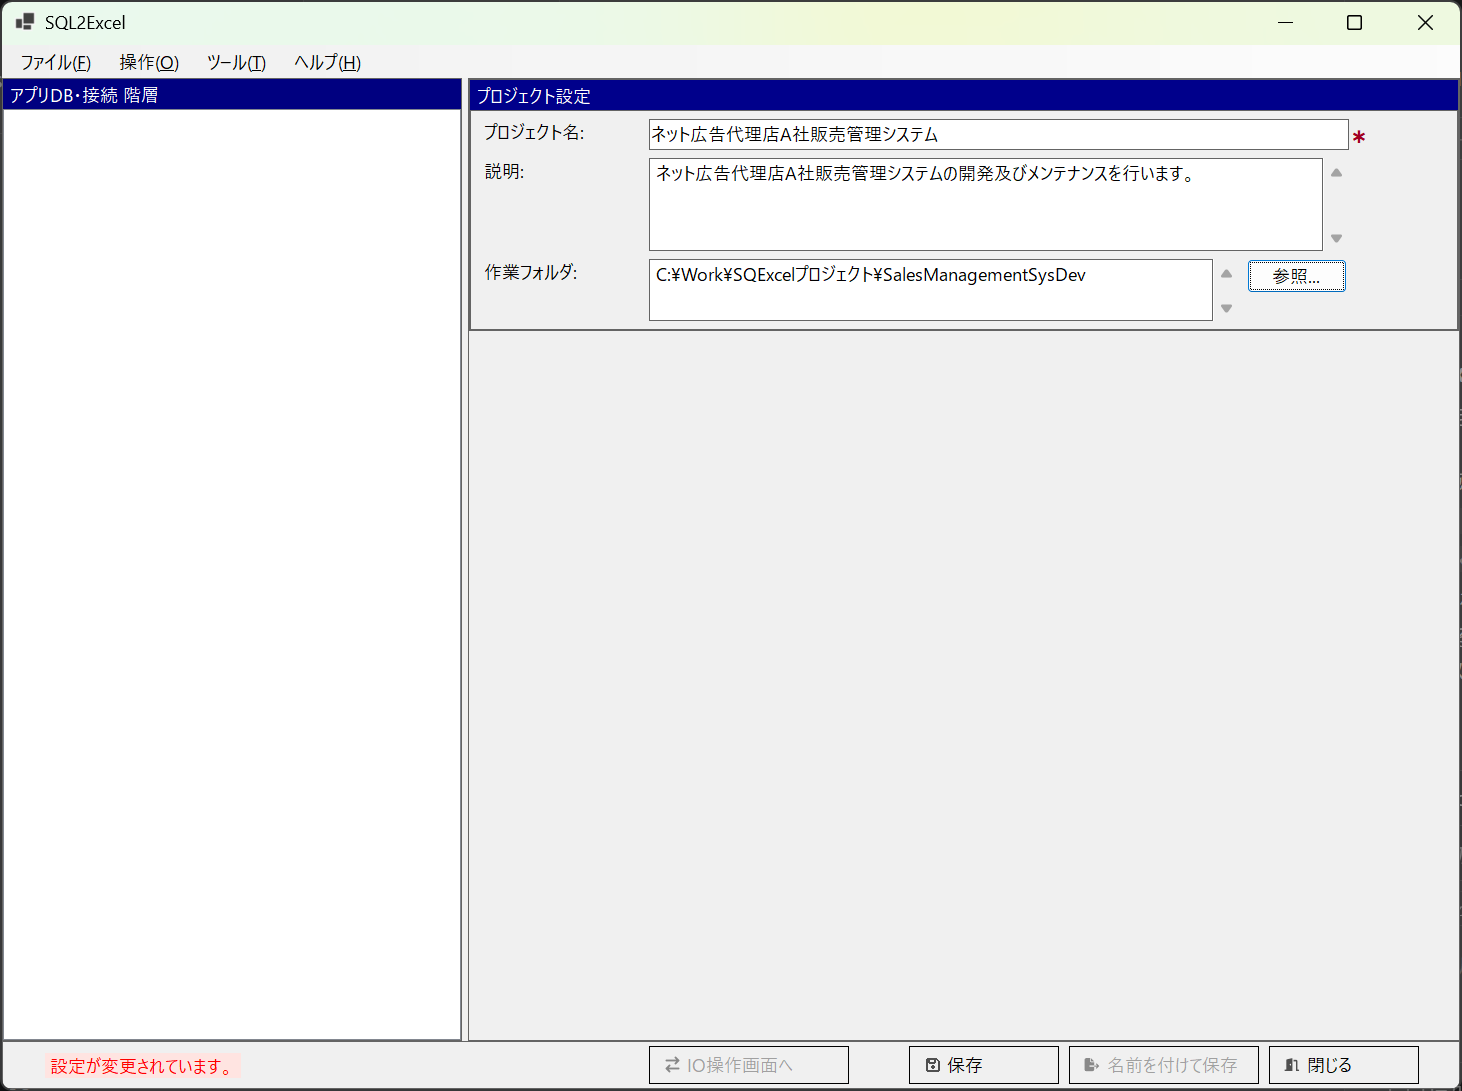 SQL2Excel
ファイル(F) 操作(O) ツール(T) ヘルプ(H)
アプリDB・接続 階層
プロジェクト設定
プロジェクト名: ネット広告代理店A社販売管理システム *
説明: ネット広告代理店A社販売管理システムの開発及びメンテナンスを行います。
作業フォルダ: C:¥Work¥SQExcelプロジェクト¥SalesManagementSysDev 参照...
設定が変更されています。 IO操作画面へ 保存 名前を付けて保存 閉じる